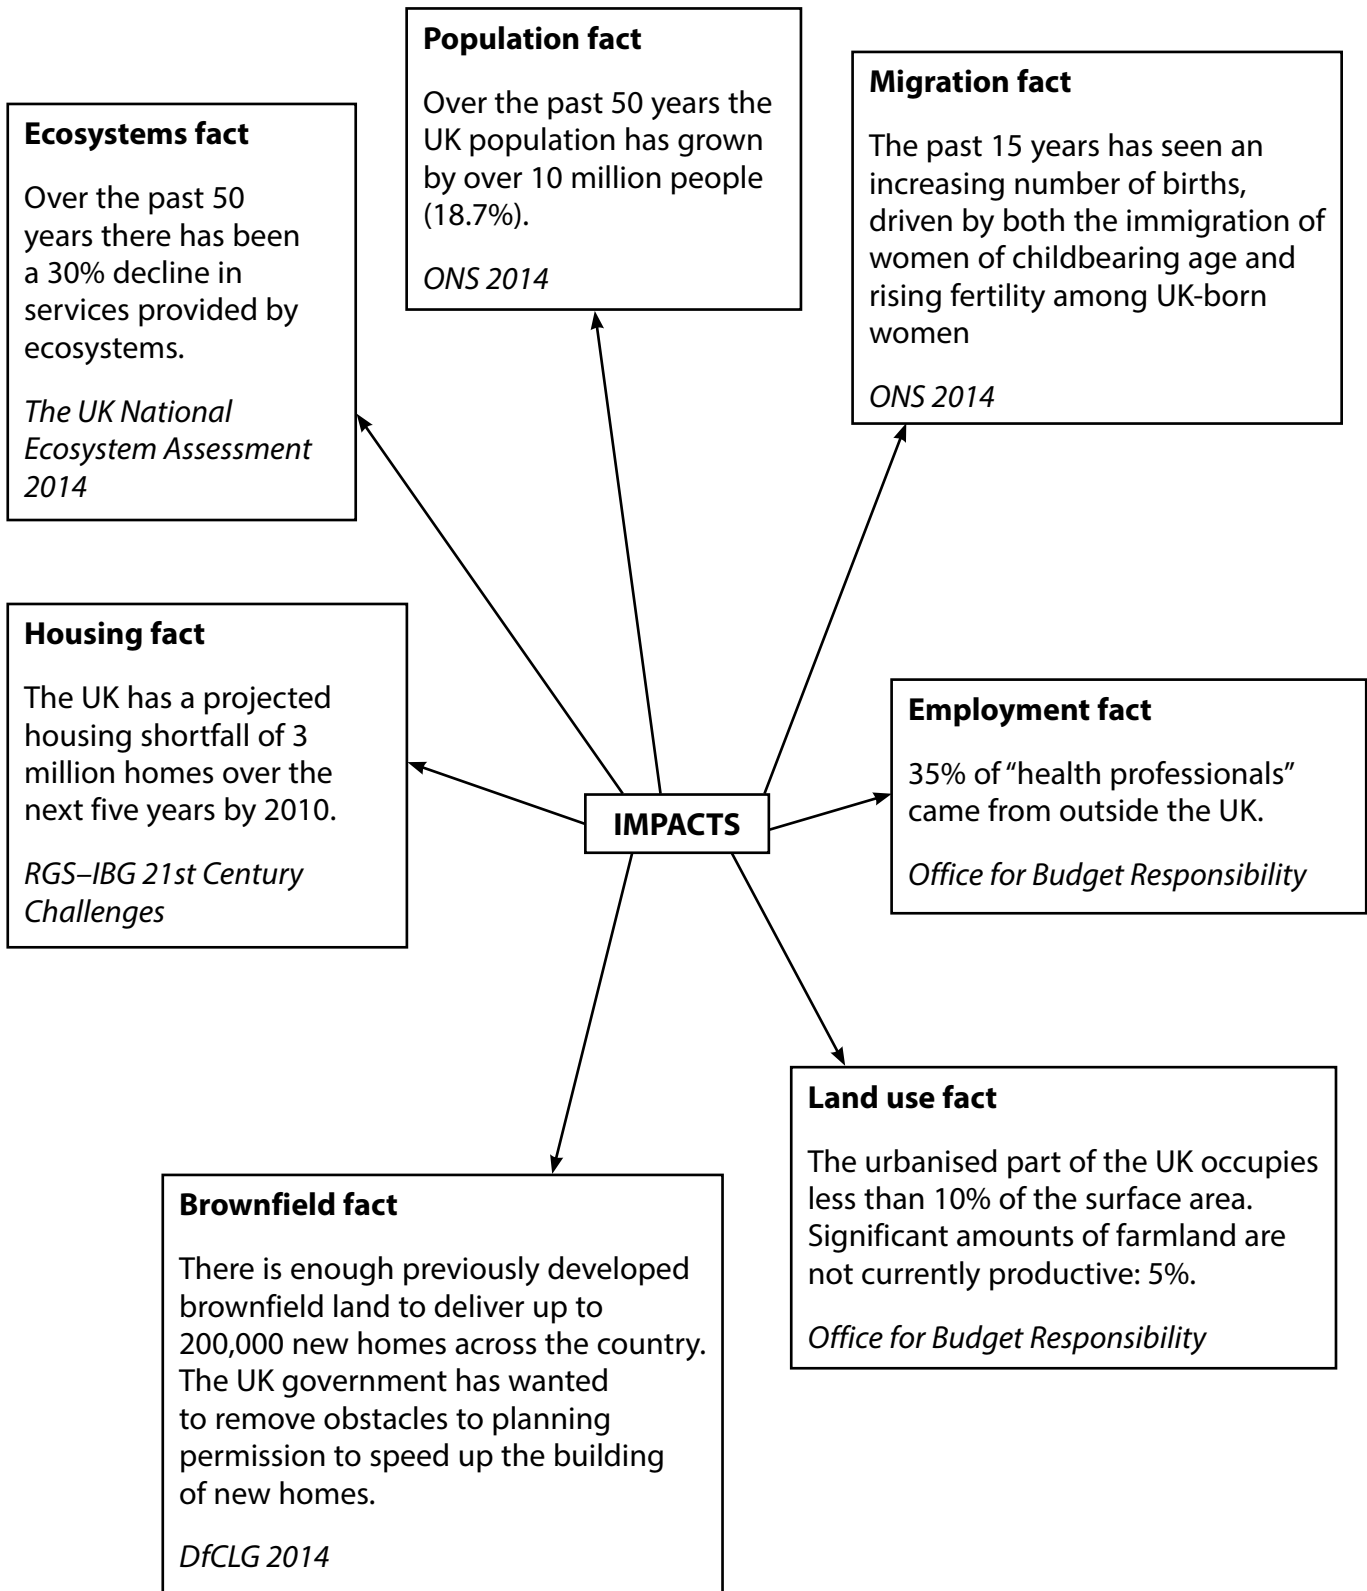 Population fact
Over the past 50 years the
UK population has grown
by over 10 million people
(18.7%).
ONS 2014
Migration fact
The past 15 years has seen an
increasing number of births,
driven by both the immigration of
women of childbearing age and
rising fertility among UK-born
women
ONS 2014
Ecosystems fact
Over the past 50
years there has been
a 30% decline in
services provided by
ecosystems.
The UK National
Ecosystem Assessment
2014
Housing fact
The UK has a projected
housing shortfall of 3
million homes over the
next five years by 2010.
RGS–IBG 21st Century
Challenges
Employment fact
35% of “health professionals”
came from outside the UK.
Office for Budget Responsibility
IMPACTS
Land use fact
The urbanised part of the UK occupies
less than 10% of the surface area.
Significant amounts of farmland are
not currently productive: 5%.
Office for Budget Responsibility
Brownfield fact
There is enough previously developed
brownfield land to deliver up to
200,000 new homes across the country.
The UK government has wanted
to remove obstacles to planning
permission to speed up the building
of new homes.
DfCLG 2014